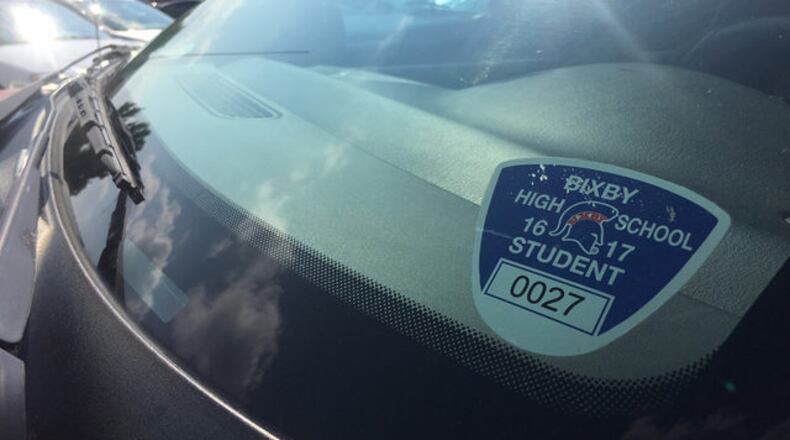 BIXBY
HIGH SCHOOL
16 17
STUDENT
0027